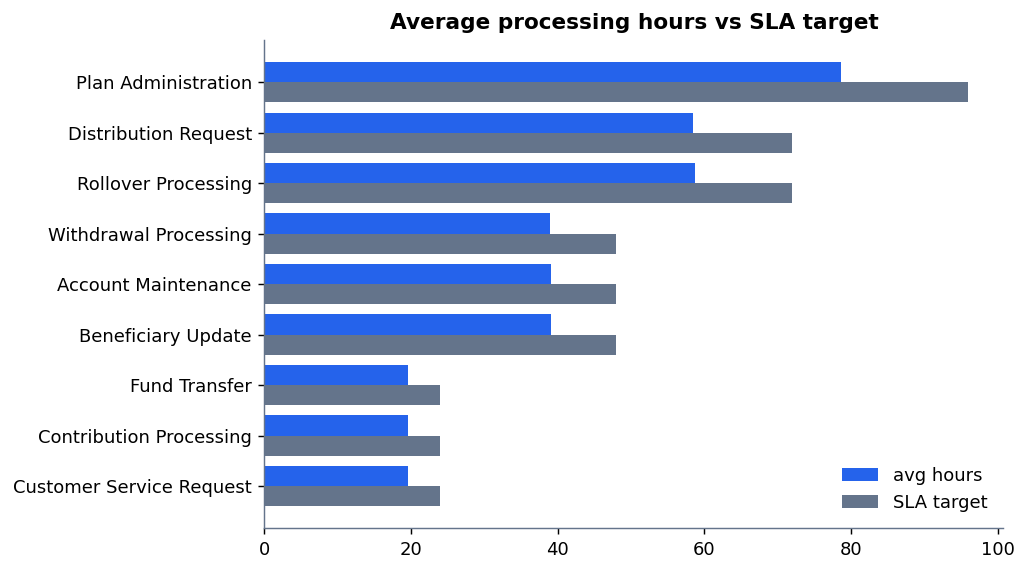 Average processing hours vs SLA target
Plan Administration
Distribution Request
Rollover Processing
Withdrawal Processing
Account Maintenance
Beneficiary Update
Fund Transfer
Contribution Processing
Customer Service Request
avg hours
SLA target
0 20 40 60 80 100